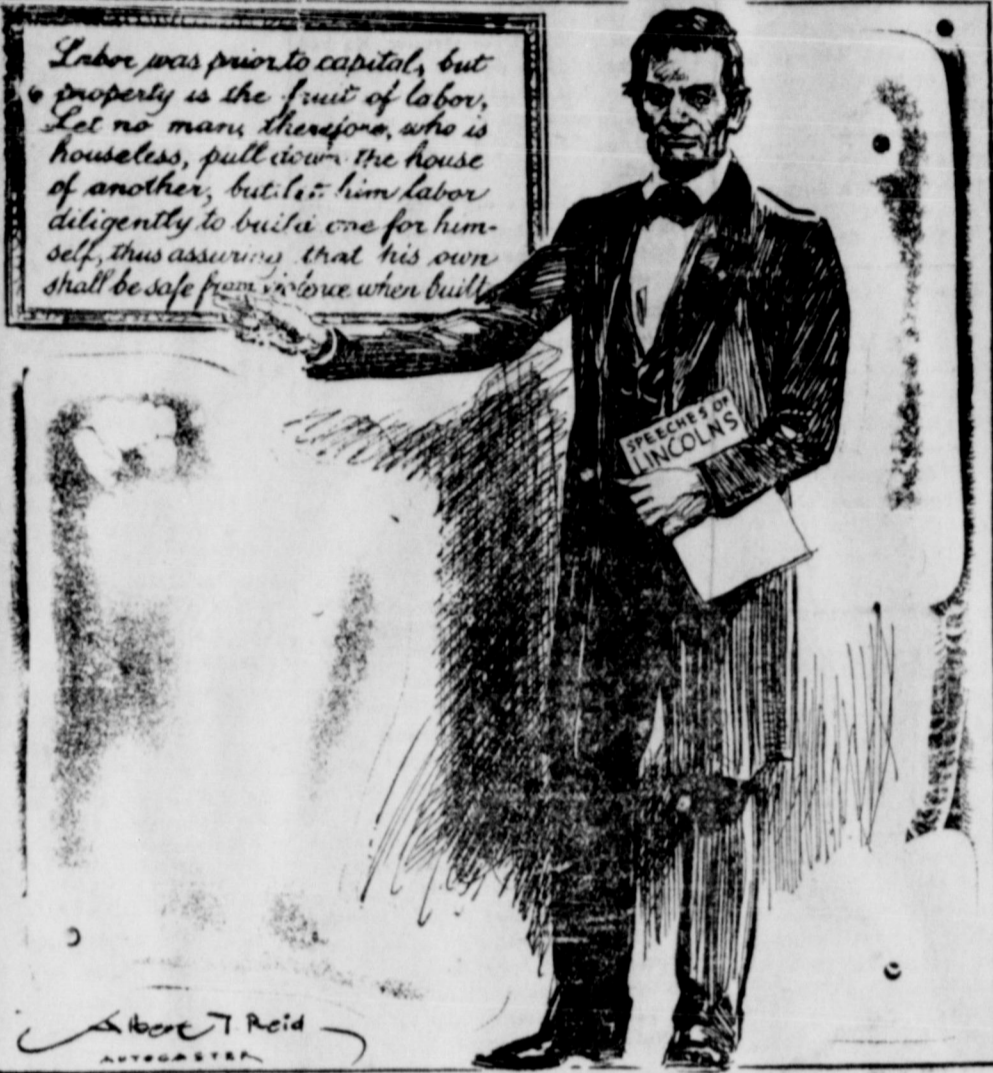 Labor was prior to capital, but
property is the fruit of labor,
Let no man, therefore, who is
houseless, pull down the house
of another, but let him labor
diligently to build one for him-
self, thus assuring that his own
shall be safe from violence when built
SPEECHES OF
LINCOLNS
Albert T Reid
AUTOCASTER